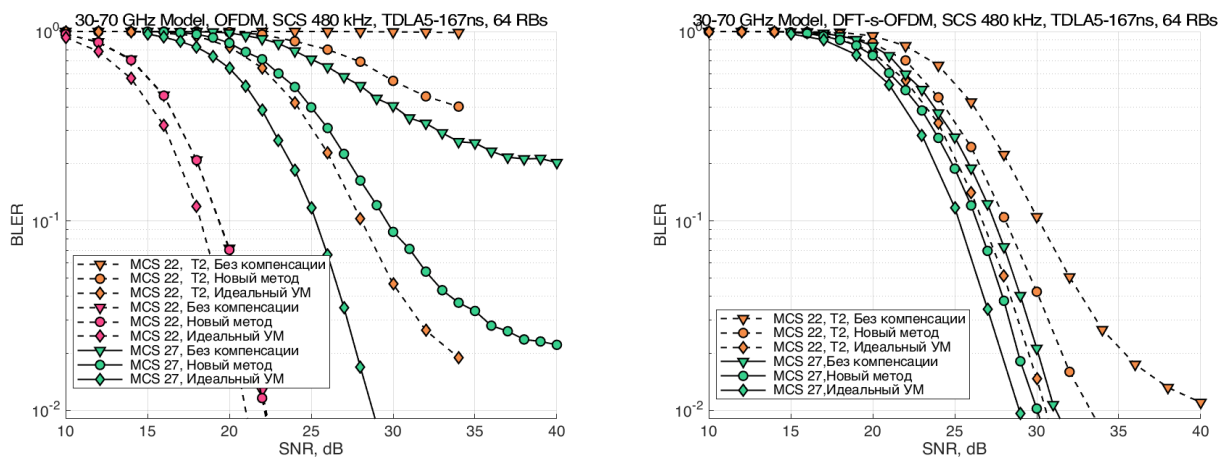 30-70 GHz Model, OFDM, SCS 480 kHz, TDLA5-167ns, 64 RBs
10^0
10^-1
10^-2
BLER
MCS 22, T2, Без компенсации
MCS 22, T2, Новый метод
MCS 22, T2, Идеальный УМ
MCS 22, Без компенсации
MCS 22, Новый метод
MCS 22, Идеальный УМ
MCS 27, Без компенсации
MCS 27, Новый метод
MCS 27, Идеальный УМ
10 15 20 25 30 35 40
SNR, dB
30-70 GHz Model, DFT-s-OFDM, SCS 480 kHz, TDLA5-167ns, 64 RBs
10^0
10^-1
10^-2
BLER
MCS 22, T2, Без компенсации
MCS 22, T2, Новый метод
MCS 22, T2, Идеальный УМ
MCS 27,Без компенсации
MCS 27,Новый метод
MCS 27,Идеальный УМ
10 15 20 25 30 35 40
SNR, dB